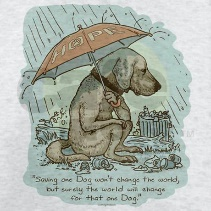 HOPE
"Saving one Dog won't change the world,
but surely the world will change
for that one Dog."